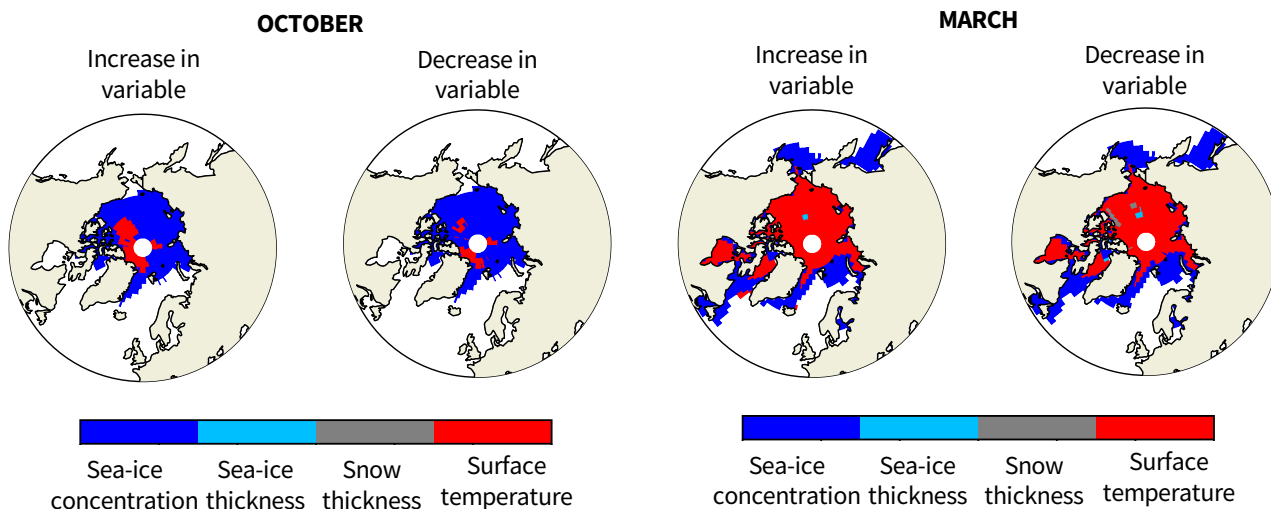 OCTOBER
Increase in
variable
Decrease in
variable
Sea-ice
concentration
Sea-ice
thickness
Snow
thickness
Surface
temperature
MARCH
Increase in
variable
Decrease in
variable
Sea-ice
concentration
Sea-ice
thickness
Snow
thickness
Surface
temperature